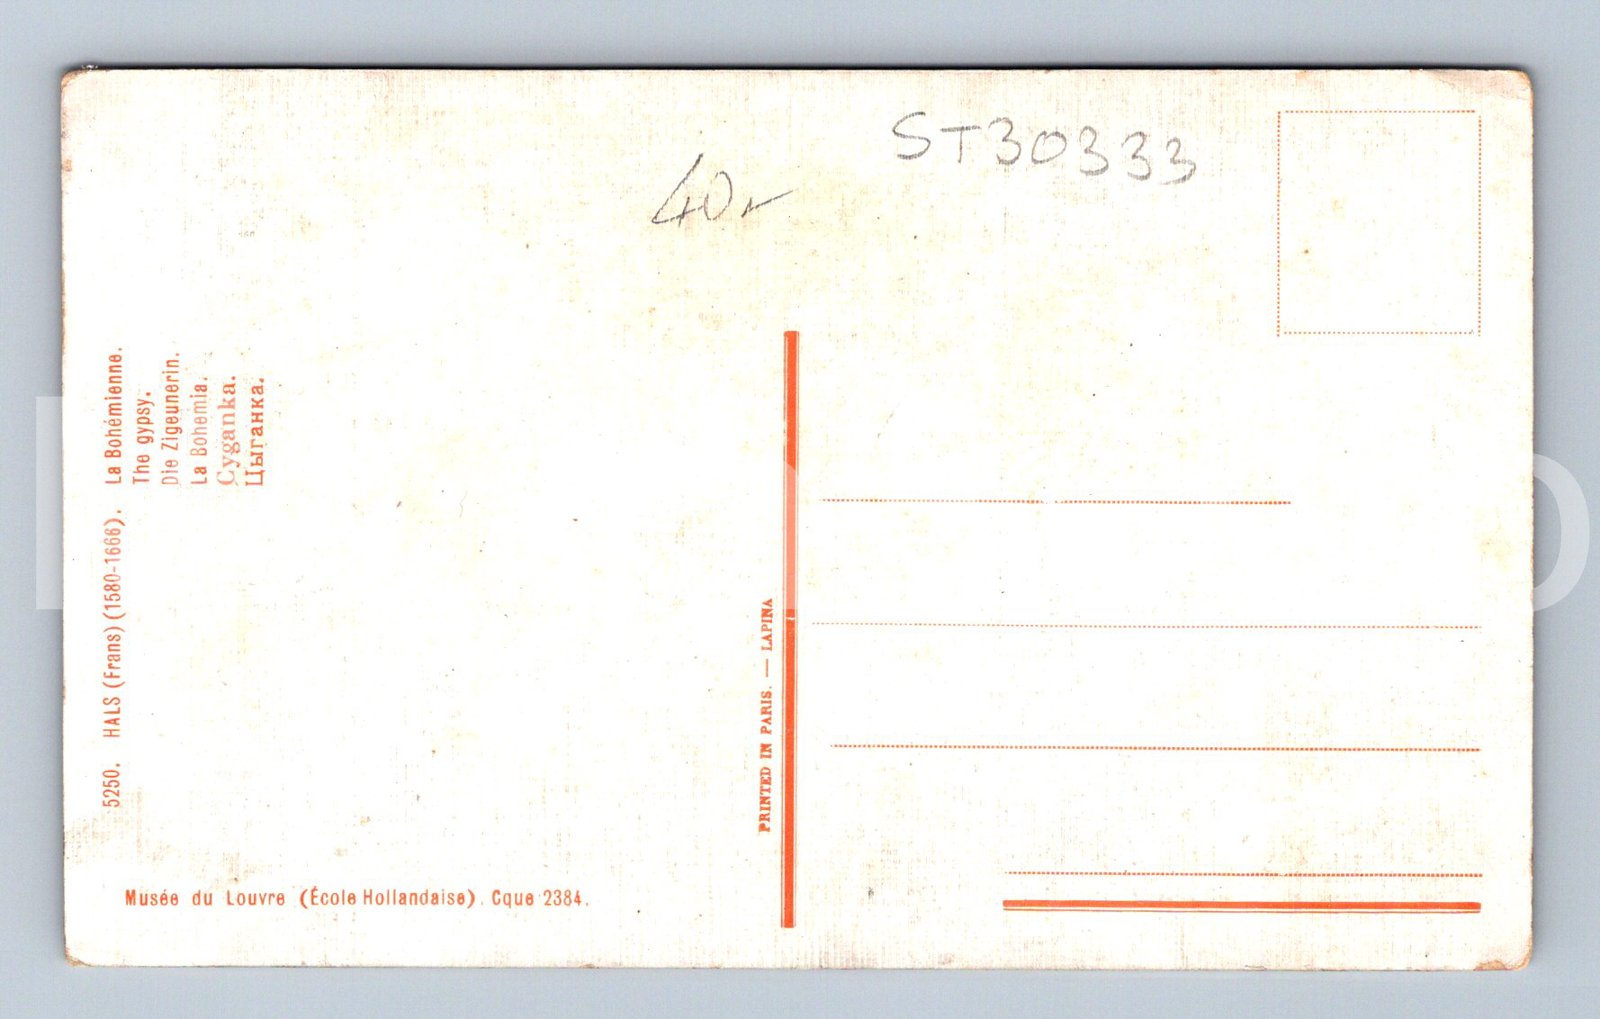 ST30333
40.-
5250. HALS (Frans) (1580-1666). La Bohémienne.
The gypsy.
Die Zigeunerin.
La Bohemia.
Cyganka.
Цыганка.
PRINTED IN PARIS. — LAPINA
Musée du Louvre (École Hollandaise). Cque 2384.